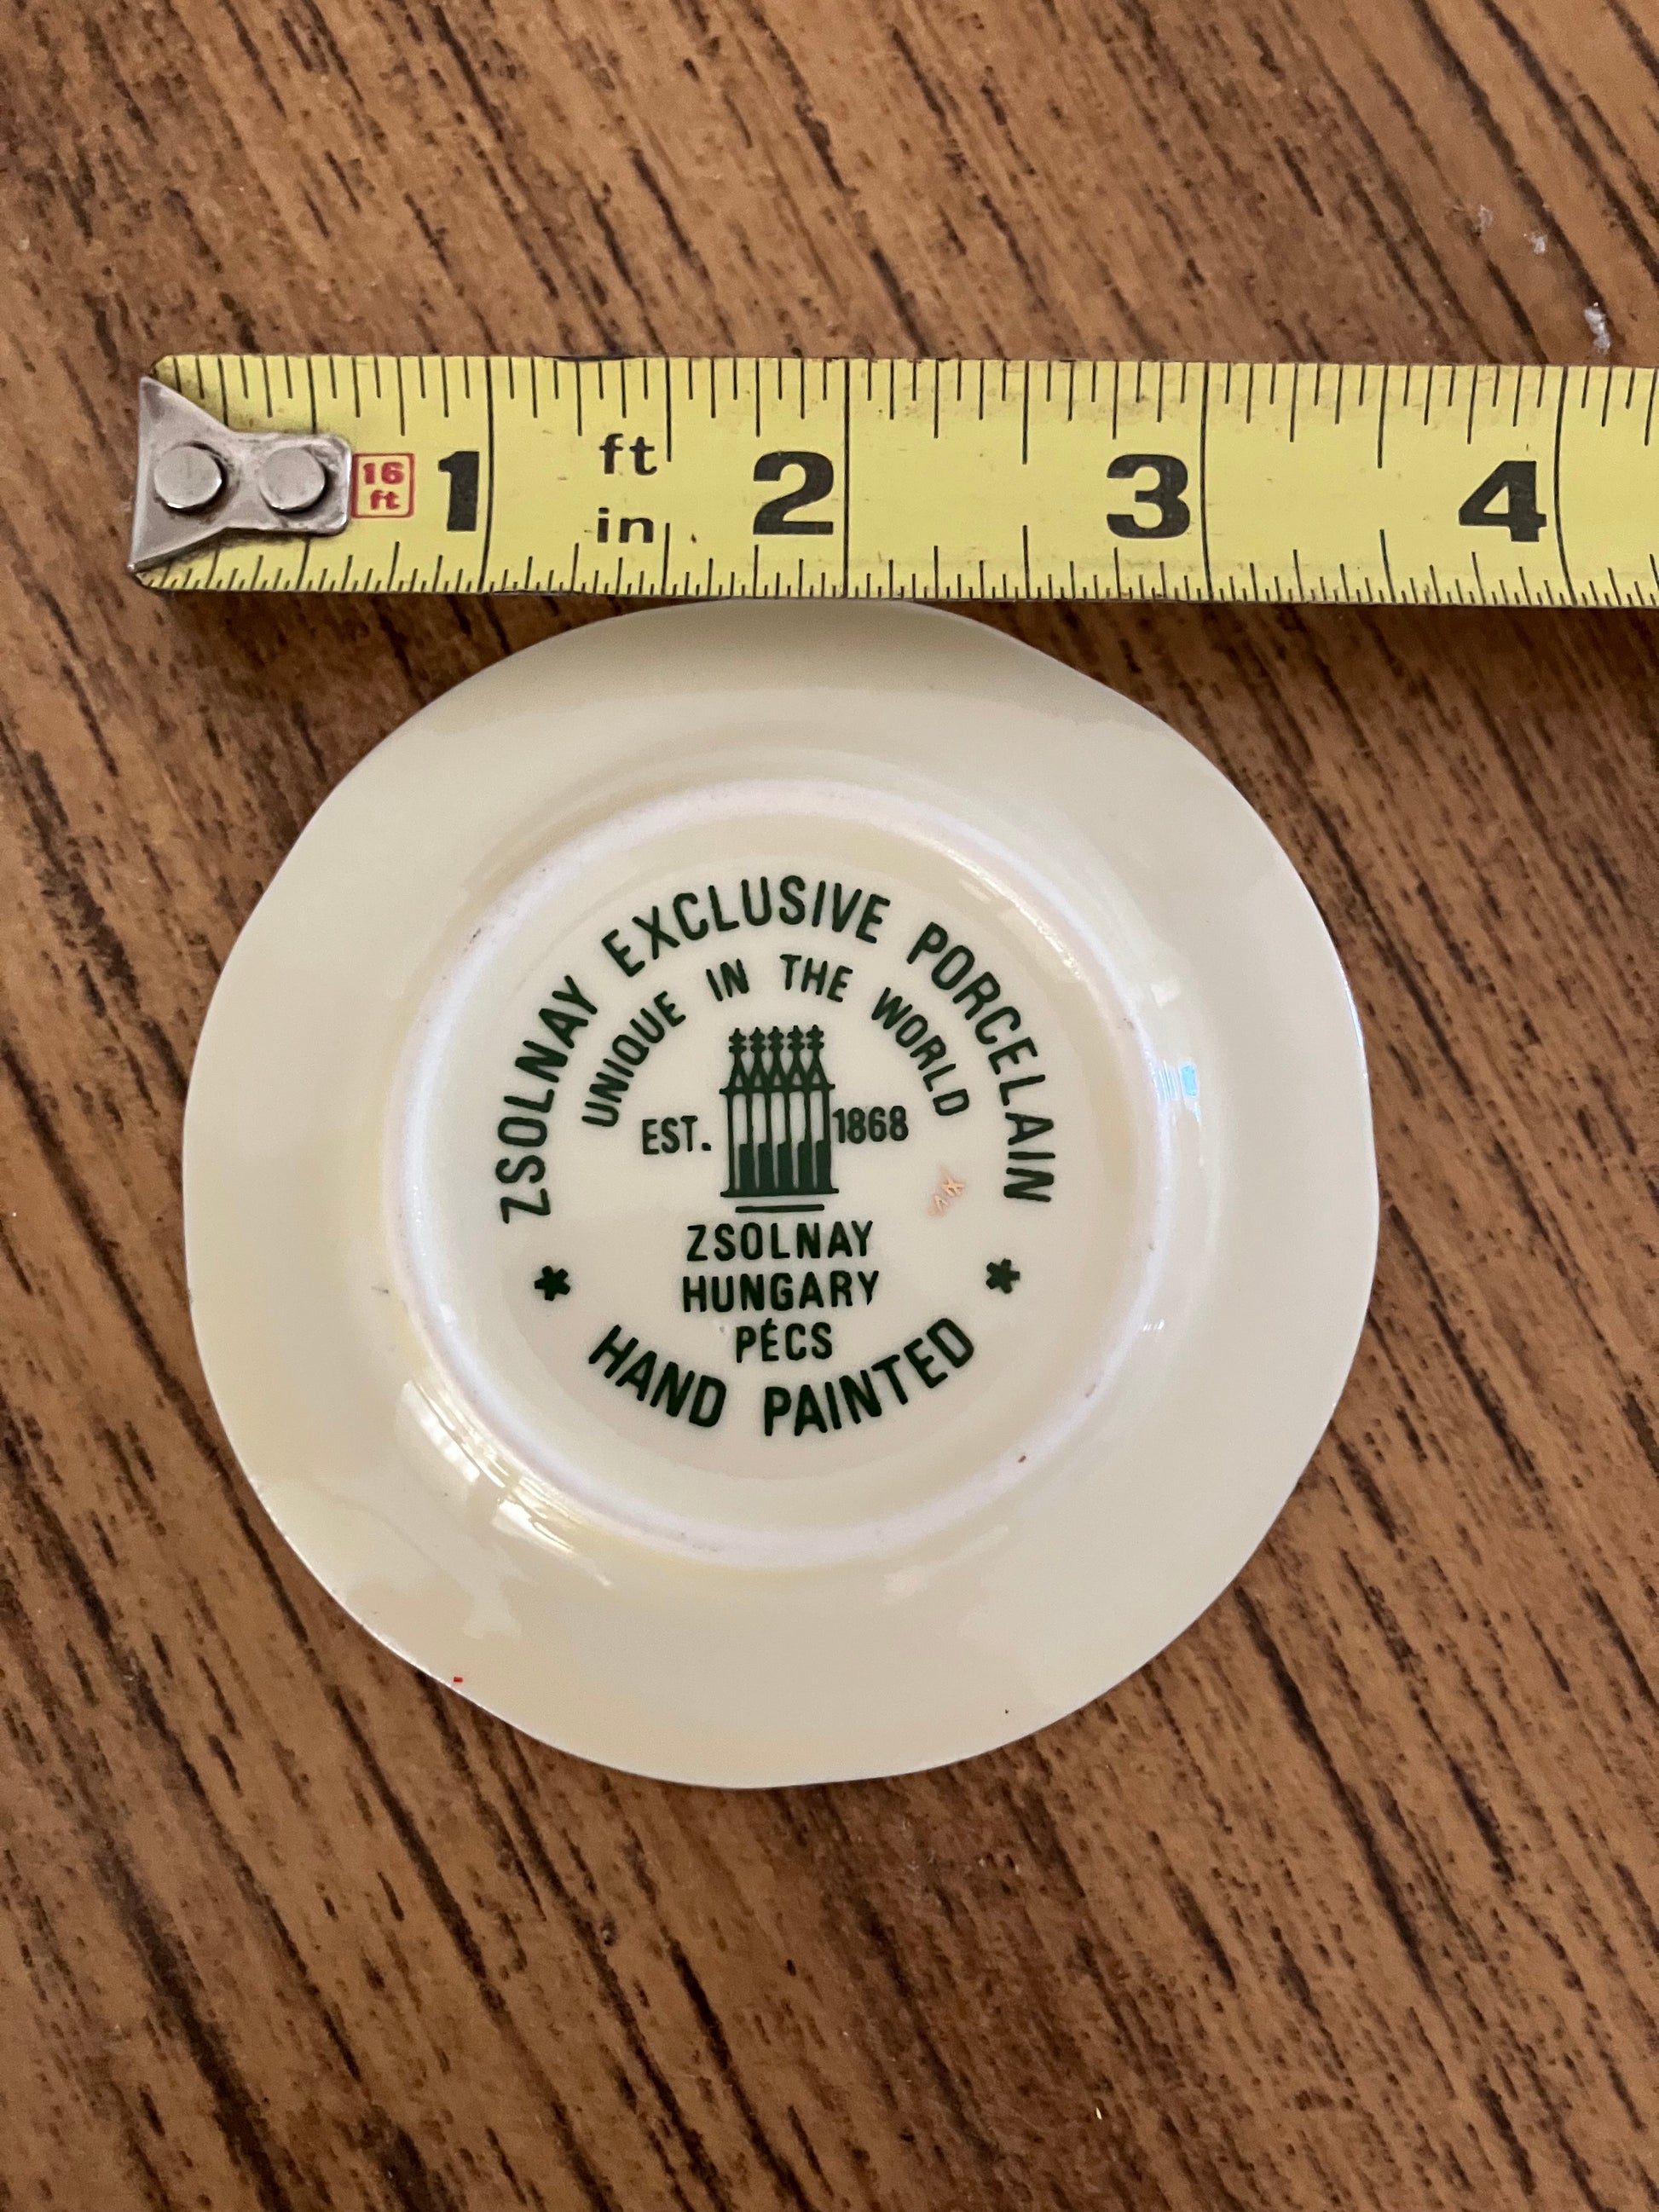 16
ft
1 ft 2 3 4
in
ZSOLNAY EXCLUSIVE PORCELAIN
UNIQUE IN THE WORLD
EST. 1868
ZSOLNAY
HUNGARY
PÉCS
* HAND PAINTED *